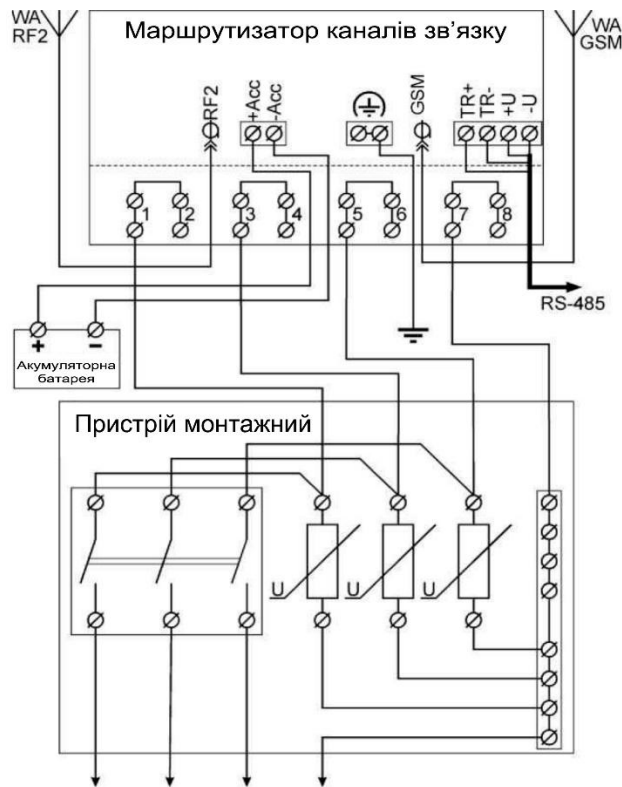 WA
RF2
Маршрутизатор каналів зв’язку
WA
GSM
RF2
+Acc
-Acc
GSM
TR+
TR-
+U
-U
1
2
3
4
5
6
7
8
RS-485
+
-
Акумуляторна
батарея
Пристрій монтажний
U
U
U